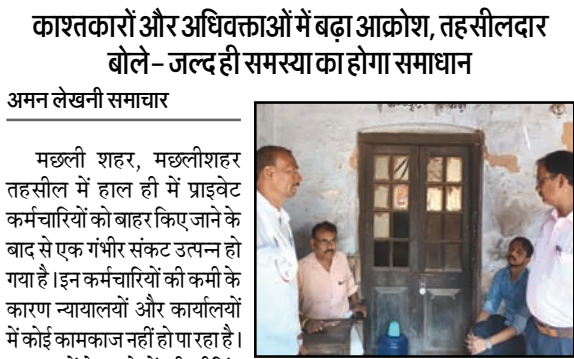 काश्तकारों और अधिवक्ताओं में बढ़ा आक्रोश, तहसीलदार
बोले– जल्द ही समस्या का होगा समाधान
अमन लेखनी समाचार
मछली शहर, मछलीशहर
तहसील में हाल ही में प्राइवेट
कर्मचारियों को बाहर किए जाने के
बाद से एक गंभीर संकट उत्पन्न हो
गया है।इन कर्मचारियों की कमी के
कारण न्यायालयों और कार्यालयों
में कोई कामकाज नहीं हो पा रहा है।